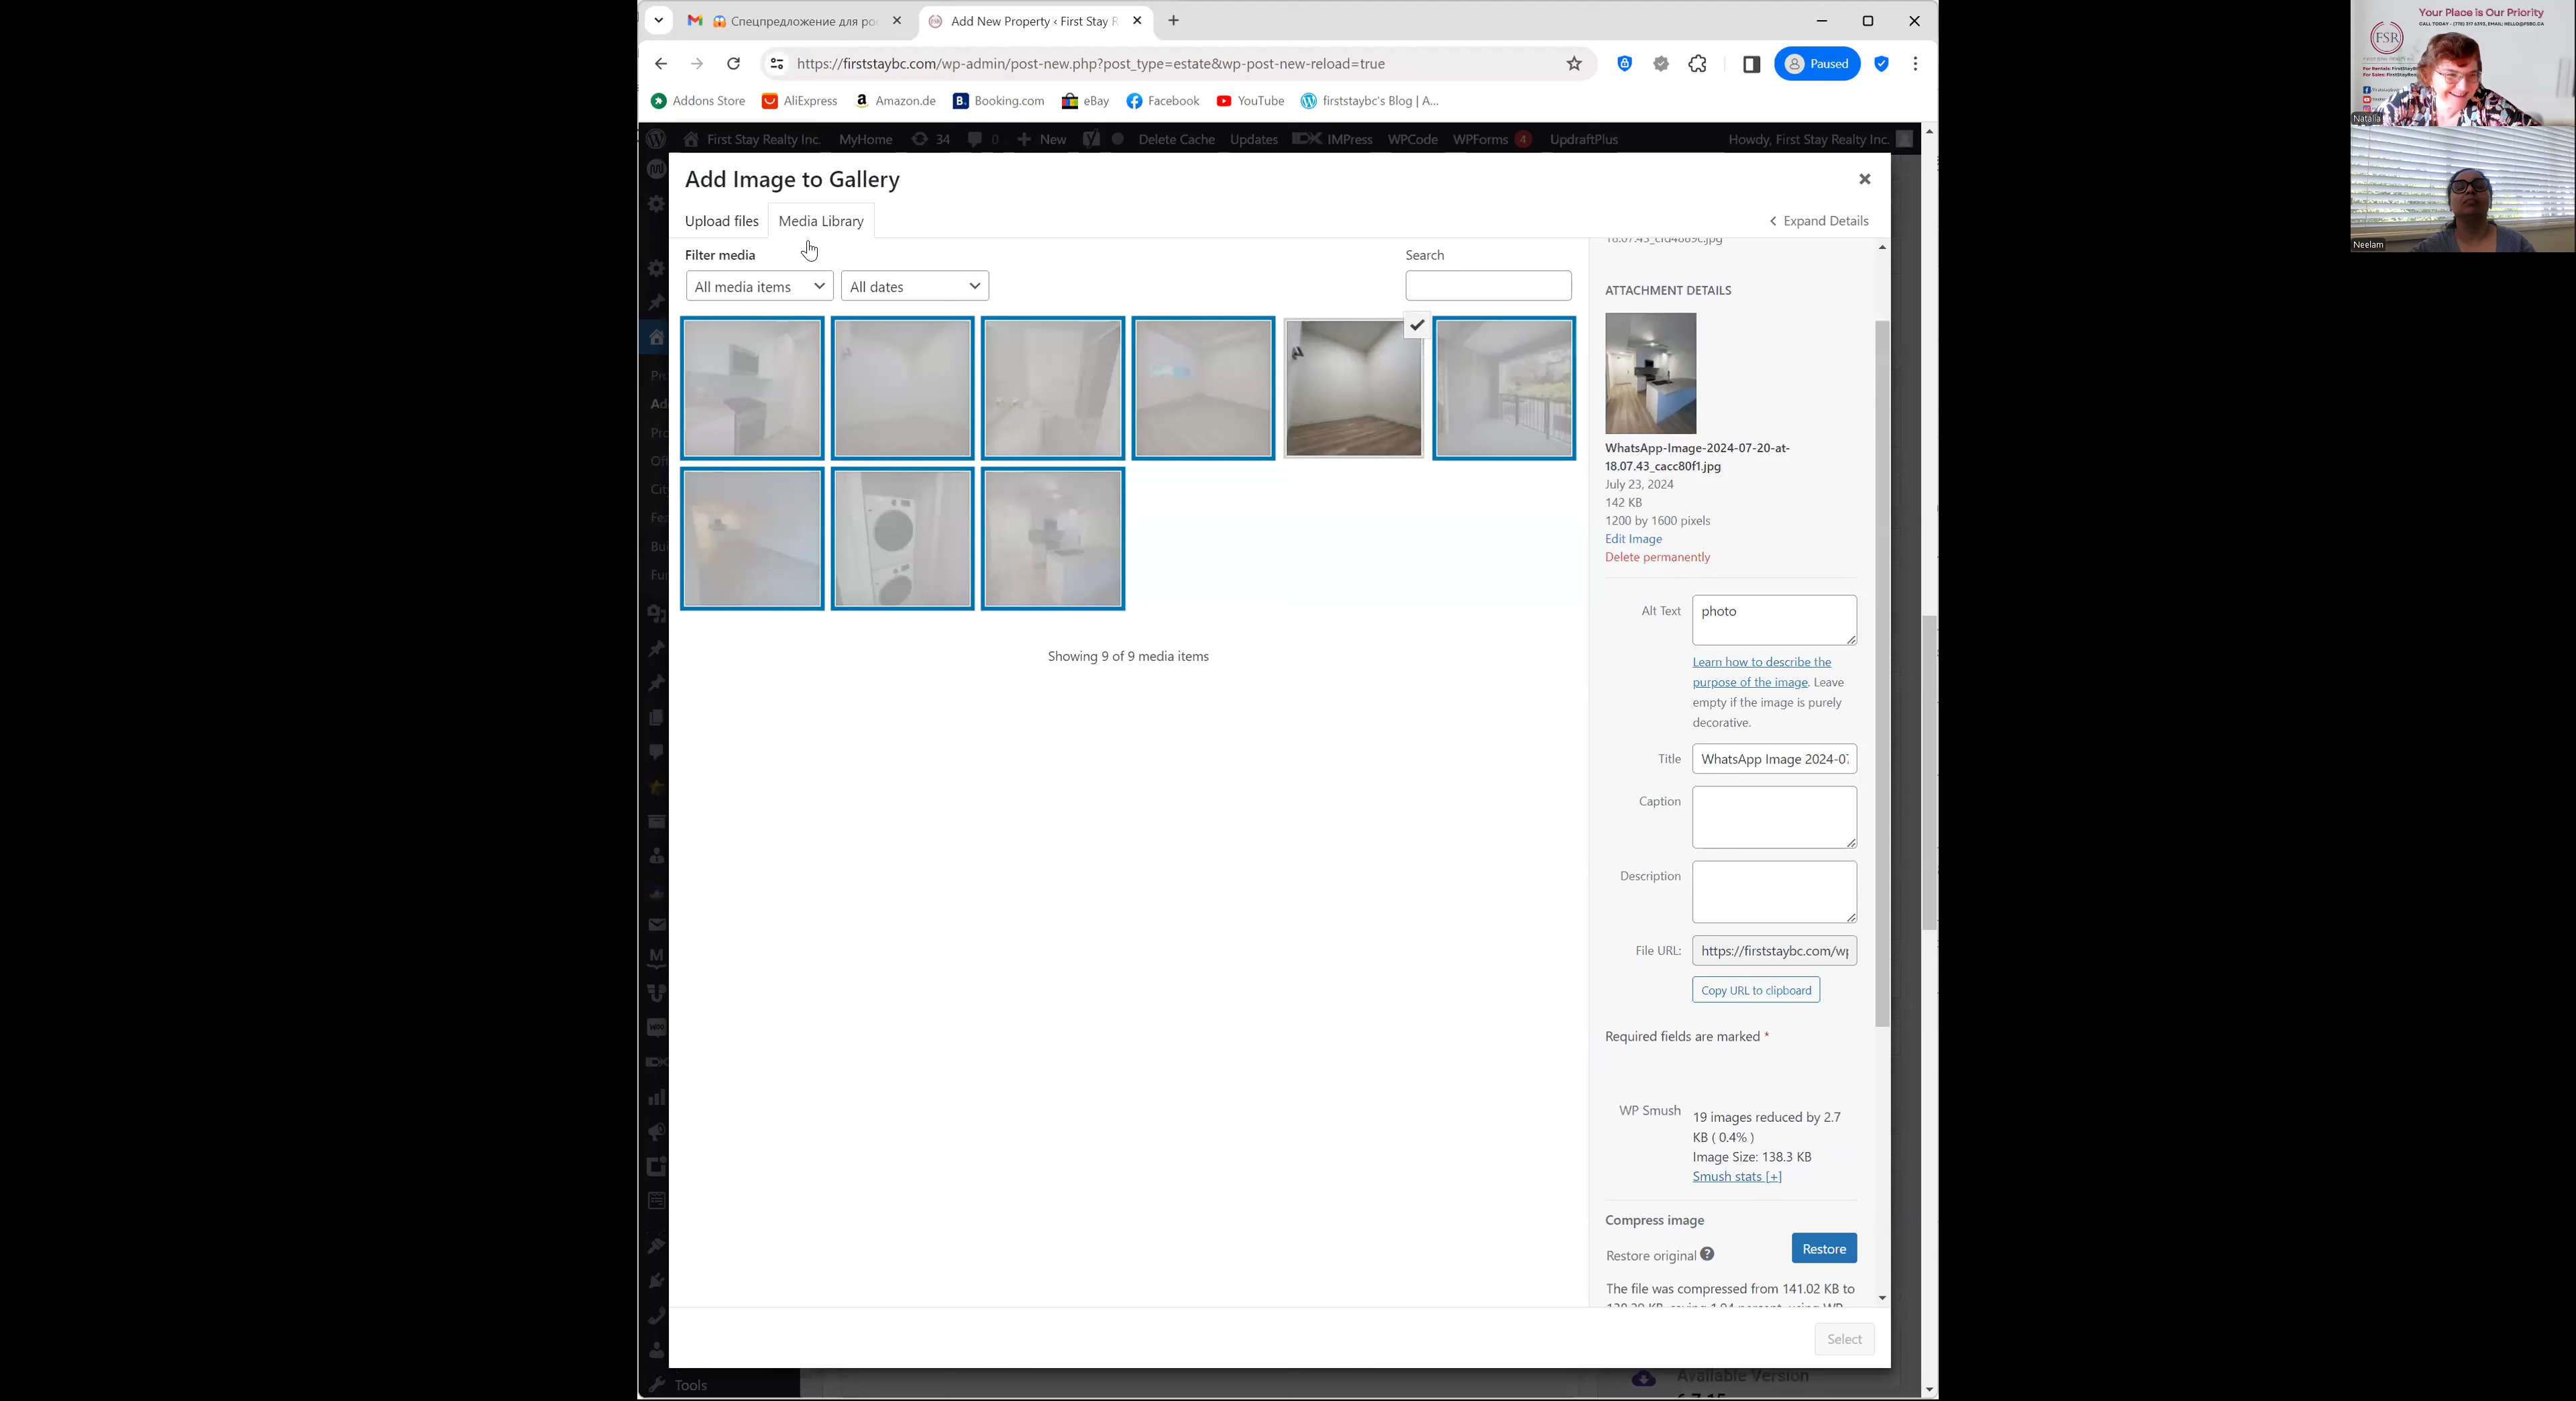 Спецпредложение для рос
Add New Property ‹ First Stay R
https://firststaybc.com/wp-admin/post-new.php?post_type=estate&wp-post-new-reload=true
Paused
Addons Store AliExpress Amazon.de Booking.com eBay Facebook YouTube firststaybc's Blog | A...
First Stay Realty Inc. MyHome 34 0 New Delete Cache Updates IMPress WPCode WPForms 4 UpdraftPlus Howdy, First Stay Realty Inc.
Add Image to Gallery
Upload files Media Library
Expand Details
Filter media
Search
All media items All dates
Showing 9 of 9 media items
ATTACHMENT DETAILS
WhatsApp-Image-2024-07-20-at-
18.07.43_cacc80f1.jpg
July 23, 2024
142 KB
1200 by 1600 pixels
Edit Image
Delete permanently
Alt Text photo
Learn how to describe the
purpose of the image. Leave
empty if the image is purely
decorative.
Title WhatsApp Image 2024-07
Caption
Description
File URL: https://firststaybc.com/wp
Copy URL to clipboard
Required fields are marked *
WP Smush 19 images reduced by 2.7
KB ( 0.4% )
Image Size: 138.3 KB
Smush stats [+]
Compress image
Restore original Restore
The file was compressed from 141.02 KB to
Select
Tools
Available Version
Your Place is Our Priority
FSR
Natalia
Neelam